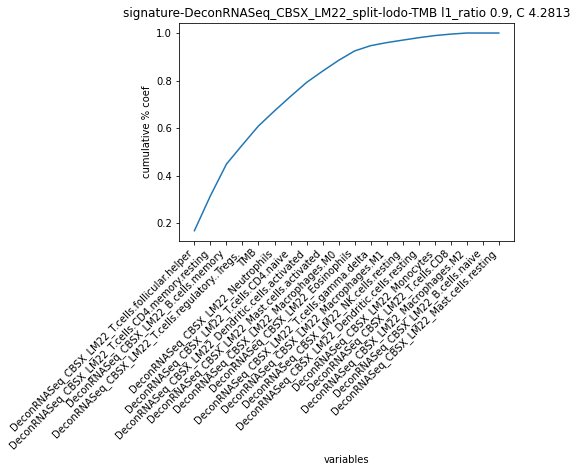 signature-DeconRNASeq_CBSX_LM22_split-lodo-TMB l1_ratio 0.9, C 4.2813
cumulative % coef
1.0
0.8
0.6
0.4
0.2
DeconRNASeq_CBSX_LM22_T.cells.follicular.helper
DeconRNASeq_CBSX_LM22_T.cells.CD4.memory.resting
DeconRNASeq_CBSX_LM22_B.cells.memory
DeconRNASeq_CBSX_LM22_T.cells.regulatory..Tregs.
TMB
DeconRNASeq_CBSX_LM22_Neutrophils
DeconRNASeq_CBSX_LM22_T.cells.CD4.naive
DeconRNASeq_CBSX_LM22_Dendritic.cells.activated
DeconRNASeq_CBSX_LM22_Mast.cells.activated
DeconRNASeq_CBSX_LM22_Macrophages.M0
DeconRNASeq_CBSX_LM22_Eosinophils
DeconRNASeq_CBSX_LM22_T.cells.gamma.delta
DeconRNASeq_CBSX_LM22_Macrophages.M1
DeconRNASeq_CBSX_LM22_NK.cells.resting
DeconRNASeq_CBSX_LM22_Dendritic.cells.resting
DeconRNASeq_CBSX_LM22_Monocytes
DeconRNASeq_CBSX_LM22_T.cells.CD8
DeconRNASeq_CBSX_LM22_Macrophages.M2
DeconRNASeq_CBSX_LM22_B.cells.naive
DeconRNASeq_CBSX_LM22_Mast.cells.resting
variables